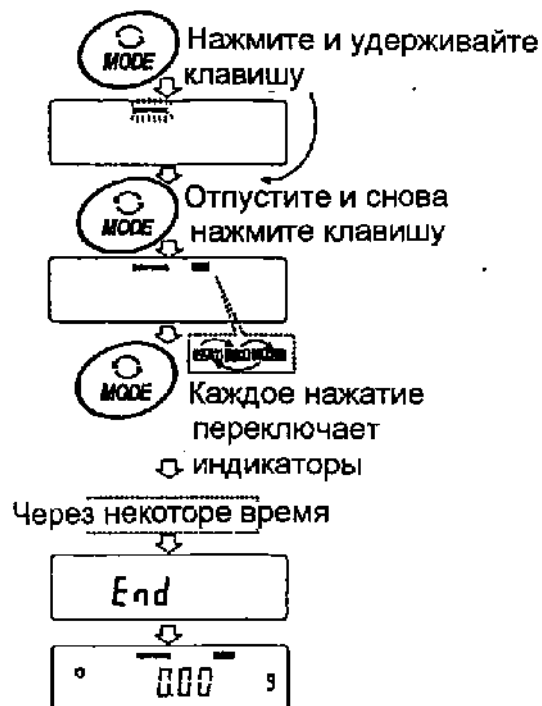 MODE
Нажмите и удерживайте
клавишу
MODE
Отпустите и снова
нажмите клавишу
MODE
Каждое нажатие
переключает
индикаторы
Через некоторе время
End
0.00 g